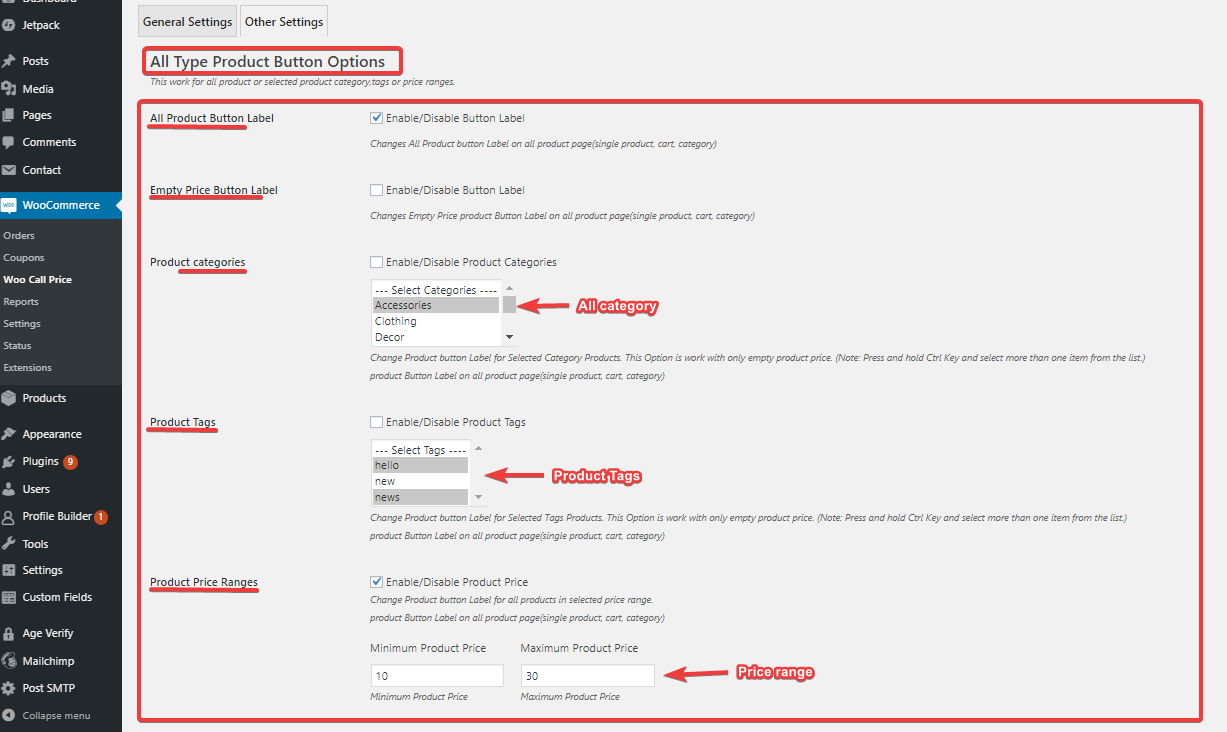 Dashboard
Jetpack
Posts
Media
Pages
Comments
Contact
WooCommerce
Orders
Coupons
Woo Call Price
Reports
Settings
Status
Extensions
Products
Appearance
Plugins 9
Users
Profile Builder 1
Tools
Settings
Custom Fields
Age Verify
Mailchimp
Post SMTP
Collapse menu
General Settings
Other Settings
All Type Product Button Options
This work for all product or selected product category,tags or price ranges.
All Product Button Label
Enable/Disable Button Label
Changes All Product button Label on all product page(single product, cart, category)
Empty Price Button Label
Enable/Disable Button Label
Changes Empty Price product Button Label on all product page(single product, cart, category)
Product categories
Enable/Disable Product Categories
--- Select Categories ----
Accessories
Clothing
Decor
All category
Change Product button Label for Selected Category Products. This Option is work with only empty product price. (Note: Press and hold Ctrl Key and select more than one item from the list.)
product Button Label on all product page(single product, cart, category)
Product Tags
Enable/Disable Product Tags
--- Select Tags ----
hello
new
news
Product Tags
Change Product button Label for Selected Tags Products. This Option is work with only empty product price. (Note: Press and hold Ctrl Key and select more than one item from the list.)
product Button Label on all product page(single product, cart, category)
Product Price Ranges
Enable/Disable Product Price
Change Product button Label for all products in selected price range.
product Button Label on all product page(single product, cart, category)
Minimum Product Price
Maximum Product Price
10
30
Price range
Minimum Product Price
Maximum Product Price